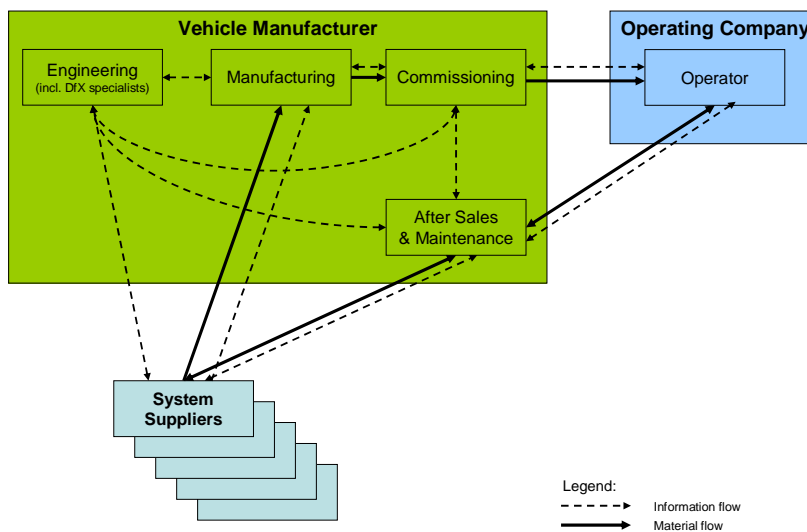 Vehicle Manufacturer
Operating Company
Engineering
(incl. DfX specialists)
Manufacturing
Commissioning
Operator
After Sales
& Maintenance
System
Suppliers
Legend:
Information flow
Material flow